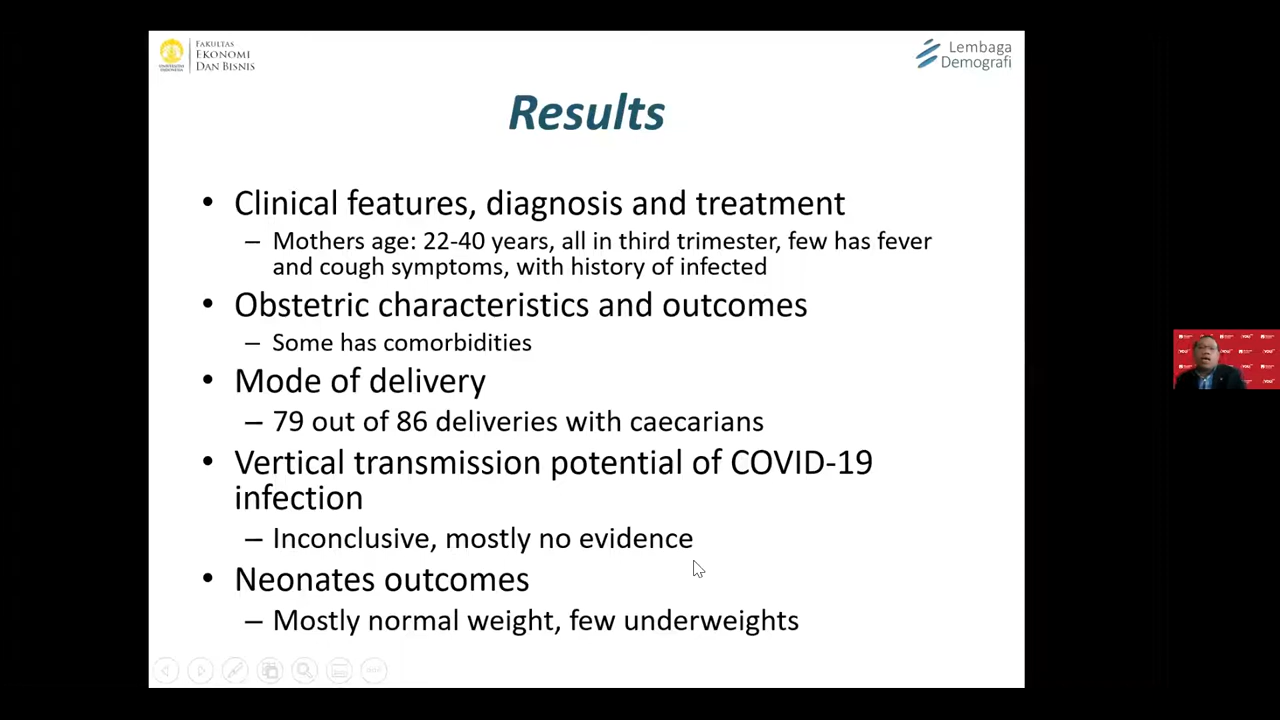 FAKULTAS
EKONOMI
DAN BISNIS
Lembaga
Demografi
Results
• Clinical features, diagnosis and treatment
– Mothers age: 22-40 years, all in third trimester, few has fever
and cough symptoms, with history of infected
• Obstetric characteristics and outcomes
– Some has comorbidities
• Mode of delivery
– 79 out of 86 deliveries with caecarians
• Vertical transmission potential of COVID-19
infection
– Inconclusive, mostly no evidence
• Neonates outcomes
– Mostly normal weight, few underweights